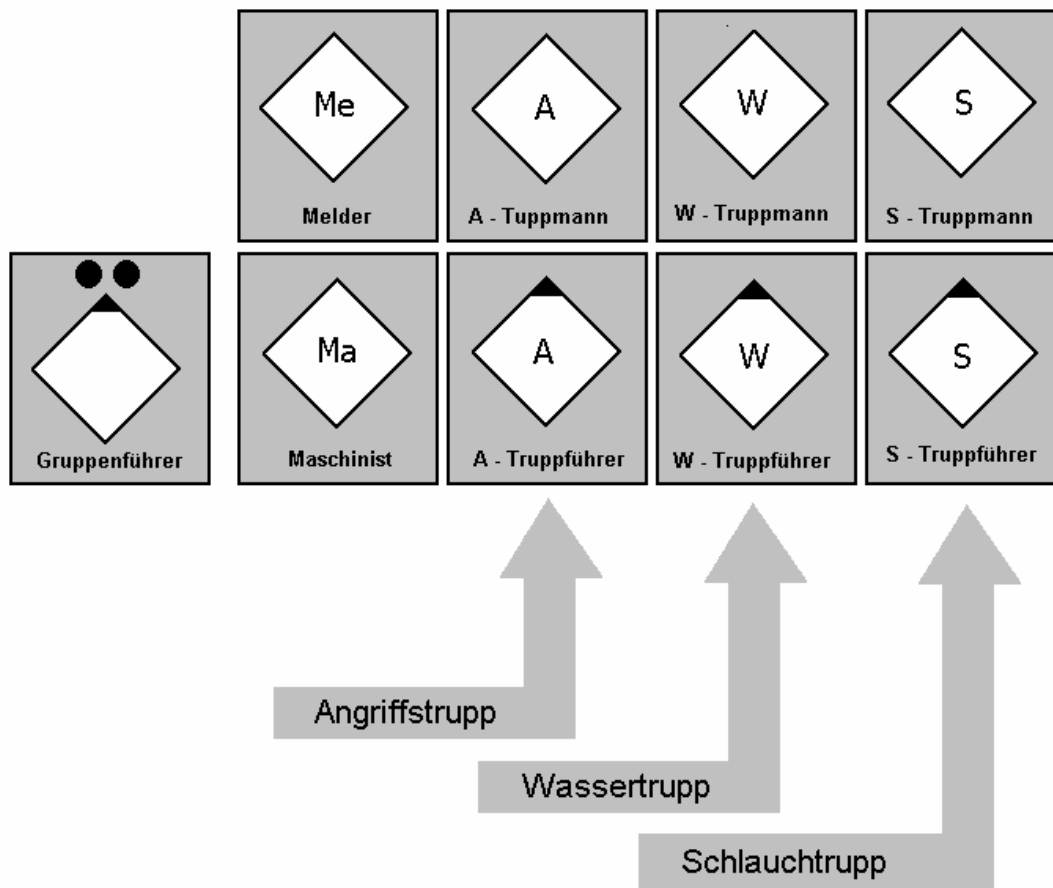 Me
Melder
A
A - Tuppmann
W
W - Truppmann
S
S - Truppmann
Gruppenführer
Ma
Maschinist
A
A - Truppführer
W
W - Truppführer
S
S - Truppführer
Angriffstrupp
Wassertrupp
Schlauchtrupp